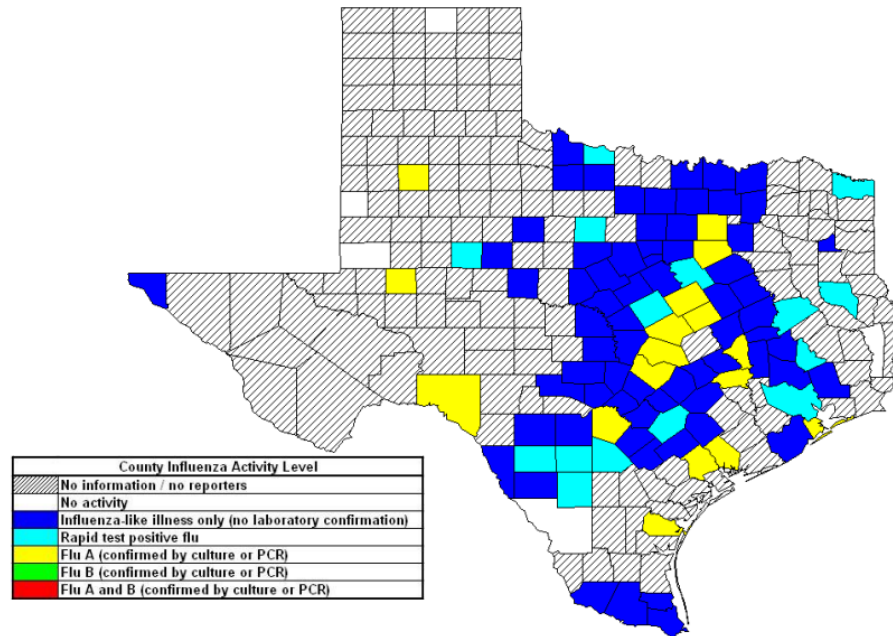 County Influenza Activity Level
No information / no reporters
No activity
Influenza-like illness only (no laboratory confirmation)
Rapid test positive flu
Flu A (confirmed by culture or PCR)
Flu B (confirmed by culture or PCR)
Flu A and B (confirmed by culture or PCR)